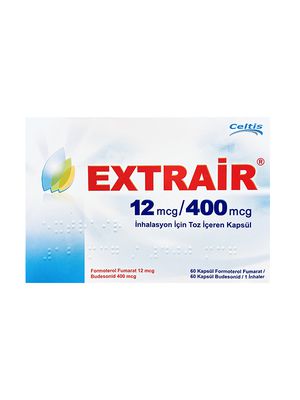 Celtis
EXTRAİR®
12 mcg/400 mcg
İnhalasyon İçin Toz İçeren Kapsül
Formoterol Fumarat 12 mcg
Budesonid 400 mcg
60 Kapsül Formoterol Fumarat /
60 Kapsül Budesonid / 1 İnhaler